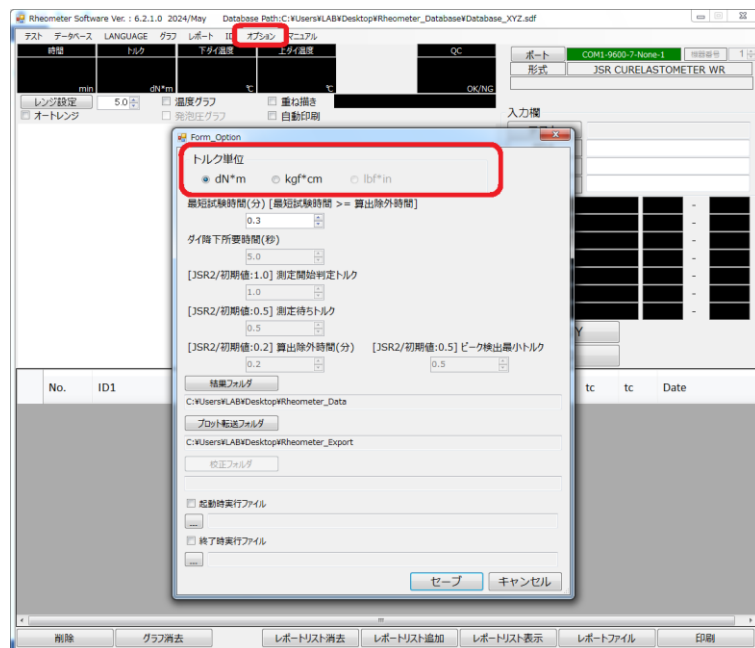 Rheometer Software Ver. : 6.2.1.0 2024/May Database Path:C:¥Users¥LAB¥Desktop¥Rheometer_Database¥Database_XYZ.sdf
テスト データベース LANGUAGE グラフ レポート ID オプション マニュアル
時間 トルク 下ダイ温度 上ダイ温度 QC
ポート COM1-9600-7-None-1 機器番号 1
形式 JSR CURELASTOMETER WR
min dN*m ℃ ℃ OK/NG
レンジ設定 5.0 温度グラフ 重ね描き
オートレンジ 発泡圧グラフ 自動印刷
入力欄
Form_Option
トルク単位
dN*m kgf*cm lbf*in
最短試験時間(分) [最短試験時間 >= 算出除外時間]
0.3
ダイ降下所要時間(秒)
5.0
[JSR2/初期値:1.0] 測定開始判定トルク
1.0
[JSR2/初期値:0.5] 測定待ちトルク
0.5
[JSR2/初期値:0.2] 算出除外時間(分) [JSR2/初期値:0.5] ピーク検出最小トルク
0.2 0.5
No. ID1 tc tc Date
結果フォルダ
C:¥Users¥LAB¥Desktop¥Rheometer_Data
プロット転送フォルダ
C:¥Users¥LAB¥Desktop¥Rheometer_Export
校正フォルダ
起動時実行ファイル
...
終了時実行ファイル
...
セーブ キャンセル
削除 グラフ消去 レポートリスト消去 レポートリスト追加 レポートリスト表示 レポートファイル 印刷